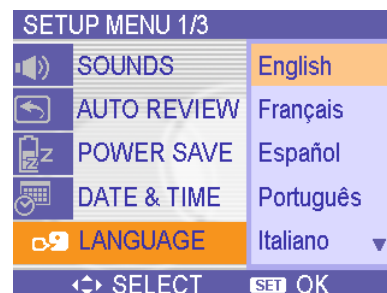 SETUP MENU 1/3
SOUNDS
AUTO REVIEW
POWER SAVE
DATE & TIME
LANGUAGE
English
Français
Español
Português
Italiano
SELECT SET OK